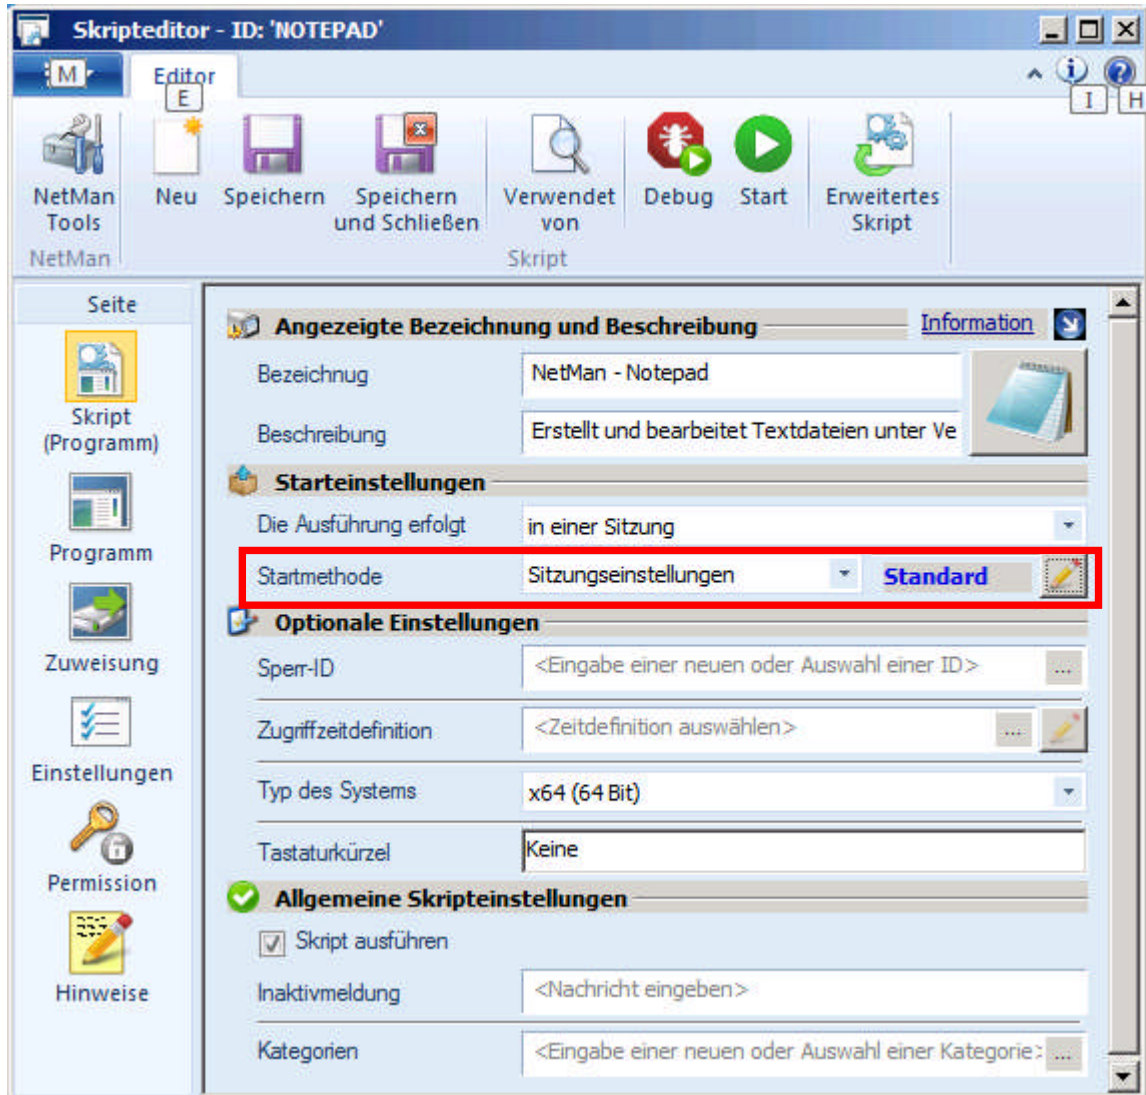 Skripteditor - ID: 'NOTEPAD'
M
Editor
E
I
H
NetMan Tools
Neu
Speichern
Speichern und Schließen
Verwendet von
Debug
Start
Erweitertes Skript
NetMan
Skript
Seite
Skript (Programm)
Programm
Zuweisung
Einstellungen
Permission
Hinweise
Angezeigte Bezeichnung und Beschreibung
Information
Bezeichnug
NetMan - Notepad
Beschreibung
Erstellt und bearbeitet Textdateien unter Ve
Starteinstellungen
Die Ausführung erfolgt
in einer Sitzung
Startmethode
Sitzungseinstellungen
Standard
Optionale Einstellungen
Sperr-ID
<Eingabe einer neuen oder Auswahl einer ID>
...
Zugriffzeitdefinition
<Zeitdefinition auswählen>
...
Typ des Systems
x64 (64 Bit)
Tastaturkürzel
Keine
Allgemeine Skripteinstellungen
Skript ausführen
Inaktivmeldung
<Nachricht eingeben>
Kategorien
<Eingabe einer neuen oder Auswahl einer Kategorie>
...